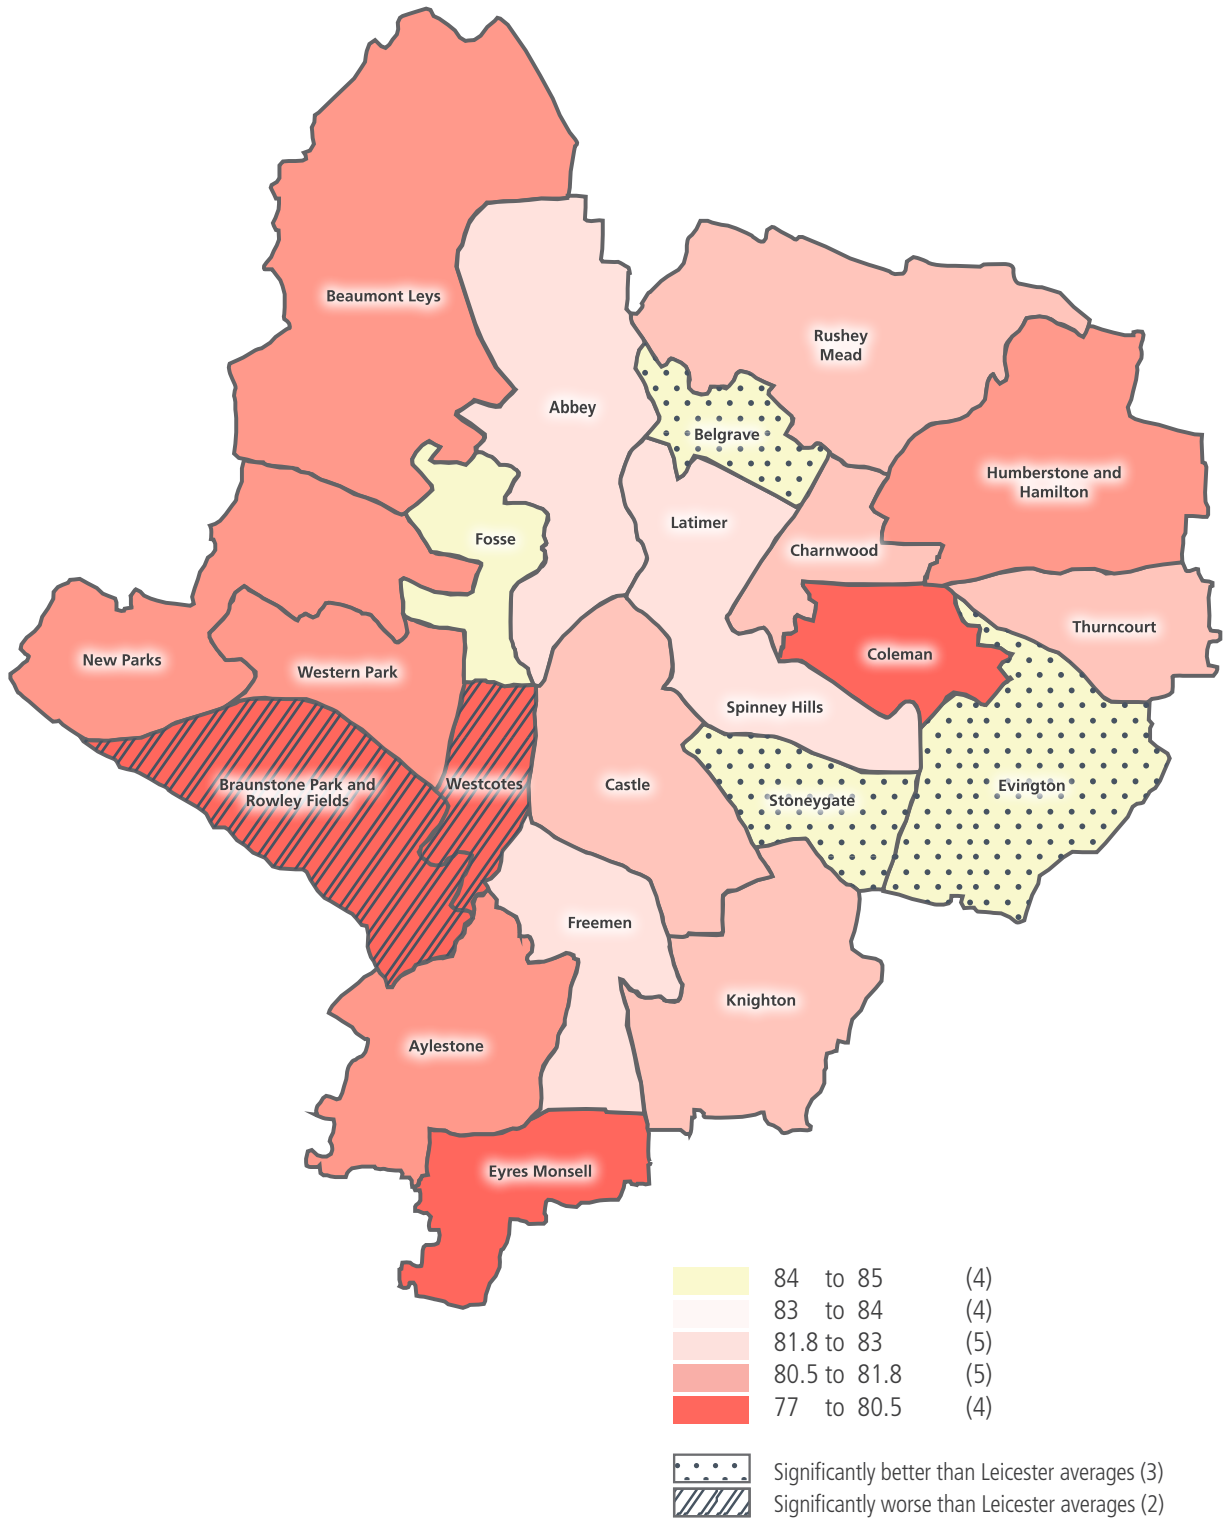 Beaumont Leys
Rushey
Mead
Abbey
Belgrave
Humberstone and
Hamilton
Latimer
Fosse
Charnwood
Thurncourt
Coleman
New Parks
Western Park
Spinney Hills
Braunstone Park and
Rowley Fields
Westcotes
Castle
Stoneygate
Evington
Freemen
Knighton
Aylestone
Eyres Monsell
84 to 85 (4)
83 to 84 (4)
81.8 to 83 (5)
80.5 to 81.8 (5)
77 to 80.5 (4)
Significantly better than Leicester averages (3)
Significantly worse than Leicester averages (2)